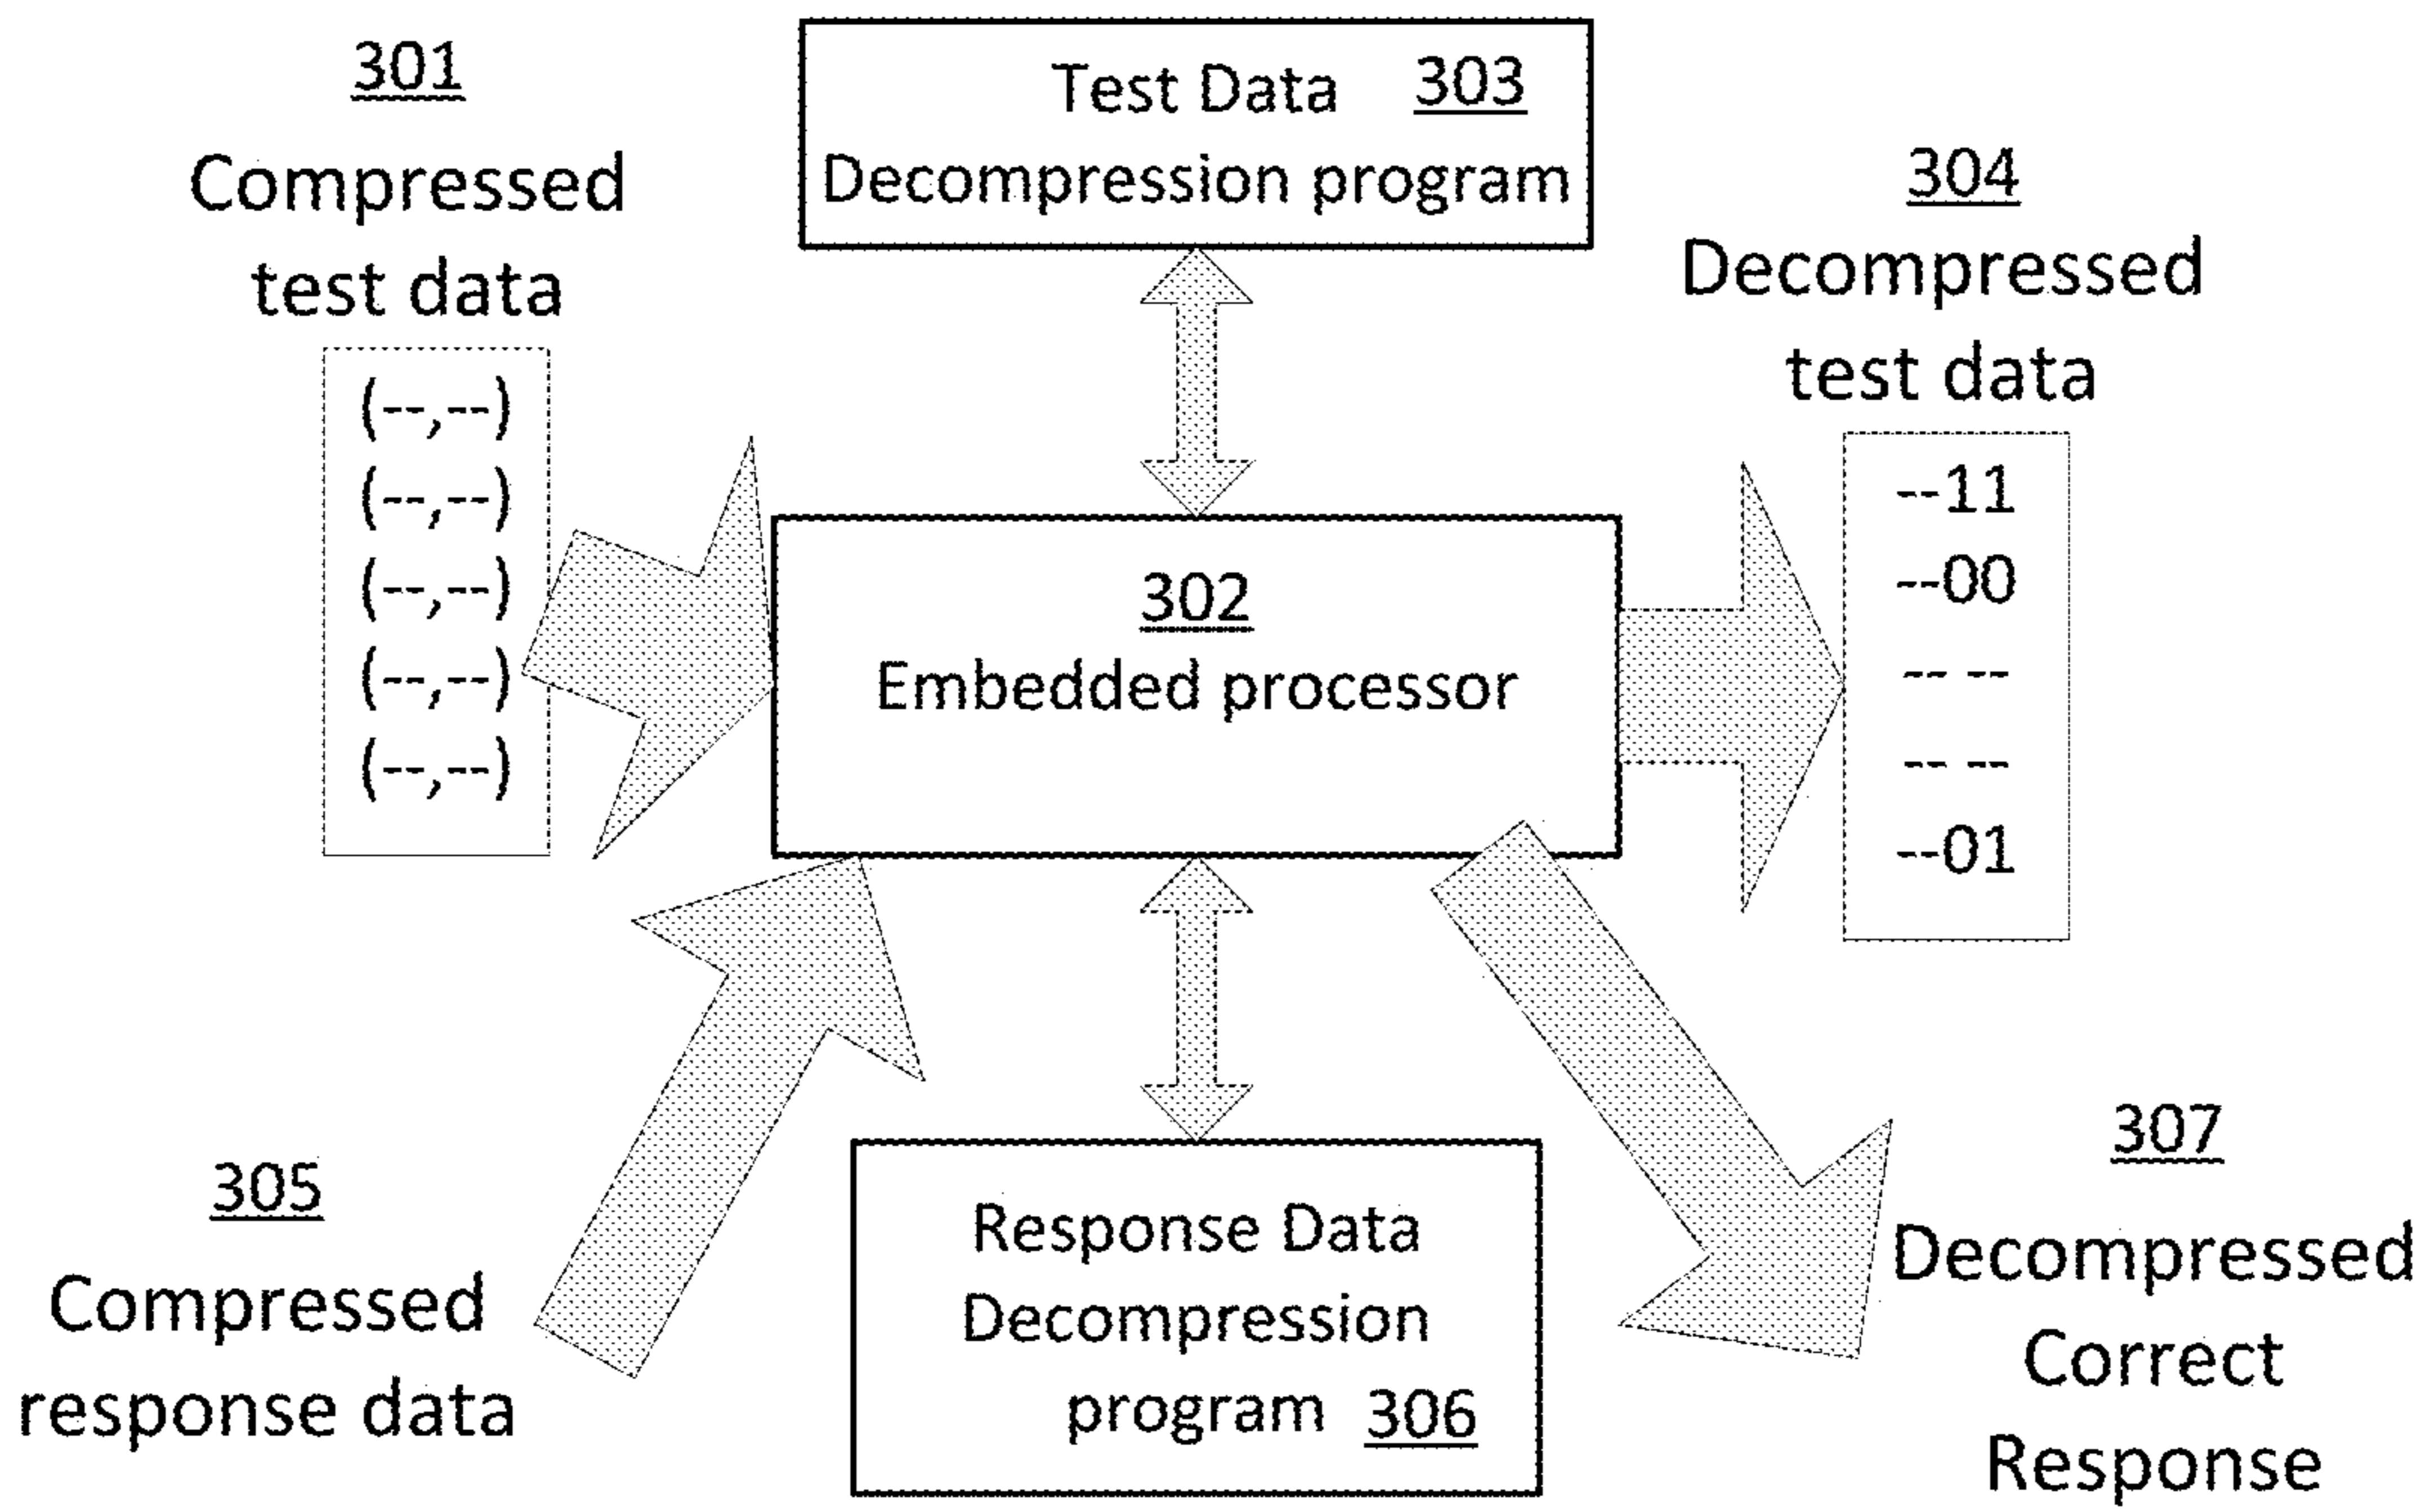 301
Compressed
test data
(--,--)
(--,--)
(--,--)
(--,--)
(--,--)
Test Data 303
Decompression program
304
Decompressed
test data
--11
--00
-- --
-- --
--01
302
Embedded processor
305
Compressed
response data
Response Data
Decompression
program 306
307
Decompressed
Correct
Response